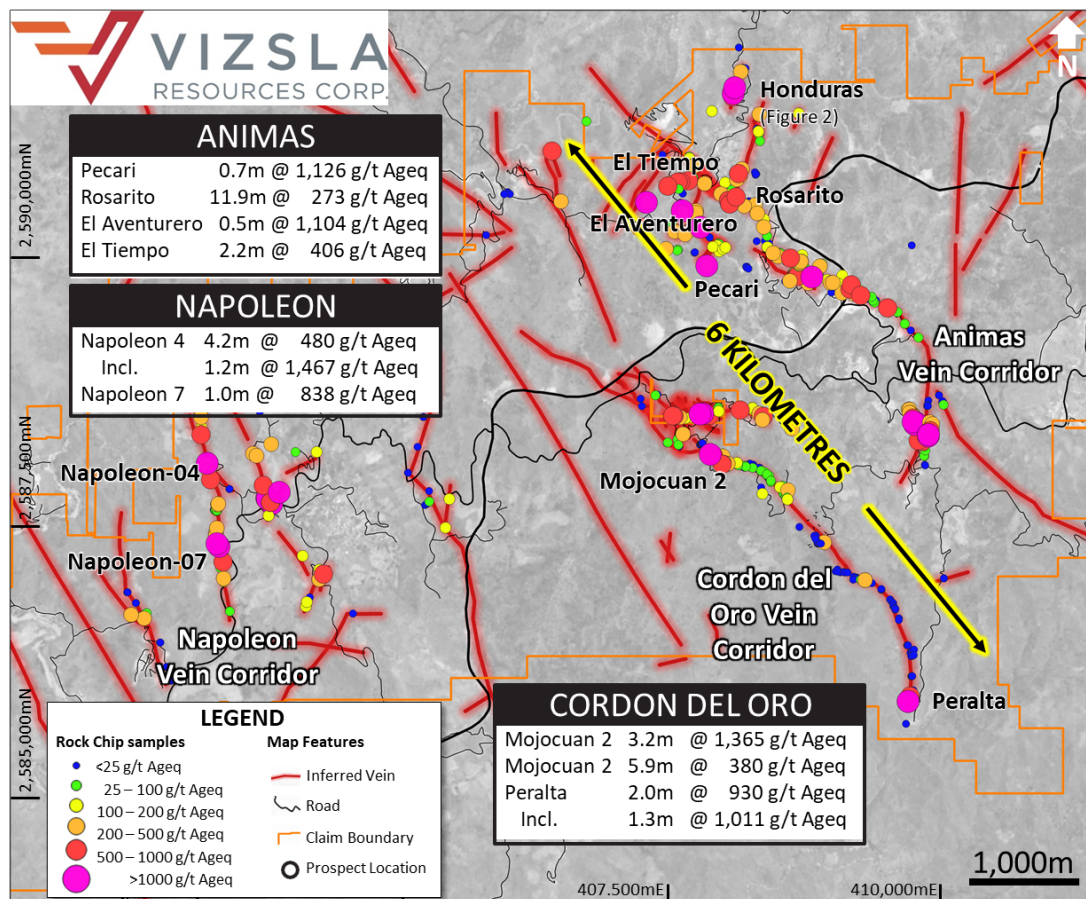 VIZSLA
RESOURCES CORP.
N
ANIMAS
Pecari 0.7m @ 1,126 g/t Ageq
Rosarito 11.9m @ 273 g/t Ageq
El Aventurero 0.5m @ 1,104 g/t Ageq
El Tiempo 2.2m @ 406 g/t Ageq
NAPOLEON
Napoleon 4 4.2m @ 480 g/t Ageq
Incl. 1.2m @ 1,467 g/t Ageq
Napoleon 7 1.0m @ 838 g/t Ageq
Honduras
(Figure 2)
El Tiempo
Rosarito
El Aventurero
Pecari
6 KILOMETRES
Animas
Vein Corridor
Mojocuan 2
Napoleon-04
Napoleon-07
Napoleon
Vein Corridor
Cordon del
Oro Vein
Corridor
Peralta
2,590,000mN
2,587,500mN
2,585,000mN
CORDON DEL ORO
Mojocuan 2 3.2m @ 1,365 g/t Ageq
Mojocuan 2 5.9m @ 380 g/t Ageq
Peralta 2.0m @ 930 g/t Ageq
Incl. 1.3m @ 1,011 g/t Ageq
LEGEND
Rock Chip samples
<25 g/t Ageq
25 – 100 g/t Ageq
100 – 200 g/t Ageq
200 – 500 g/t Ageq
500 – 1000 g/t Ageq
>1000 g/t Ageq
Map Features
Inferred Vein
Road
Claim Boundary
Prospect Location
407.500mE
410,000mE
1,000m